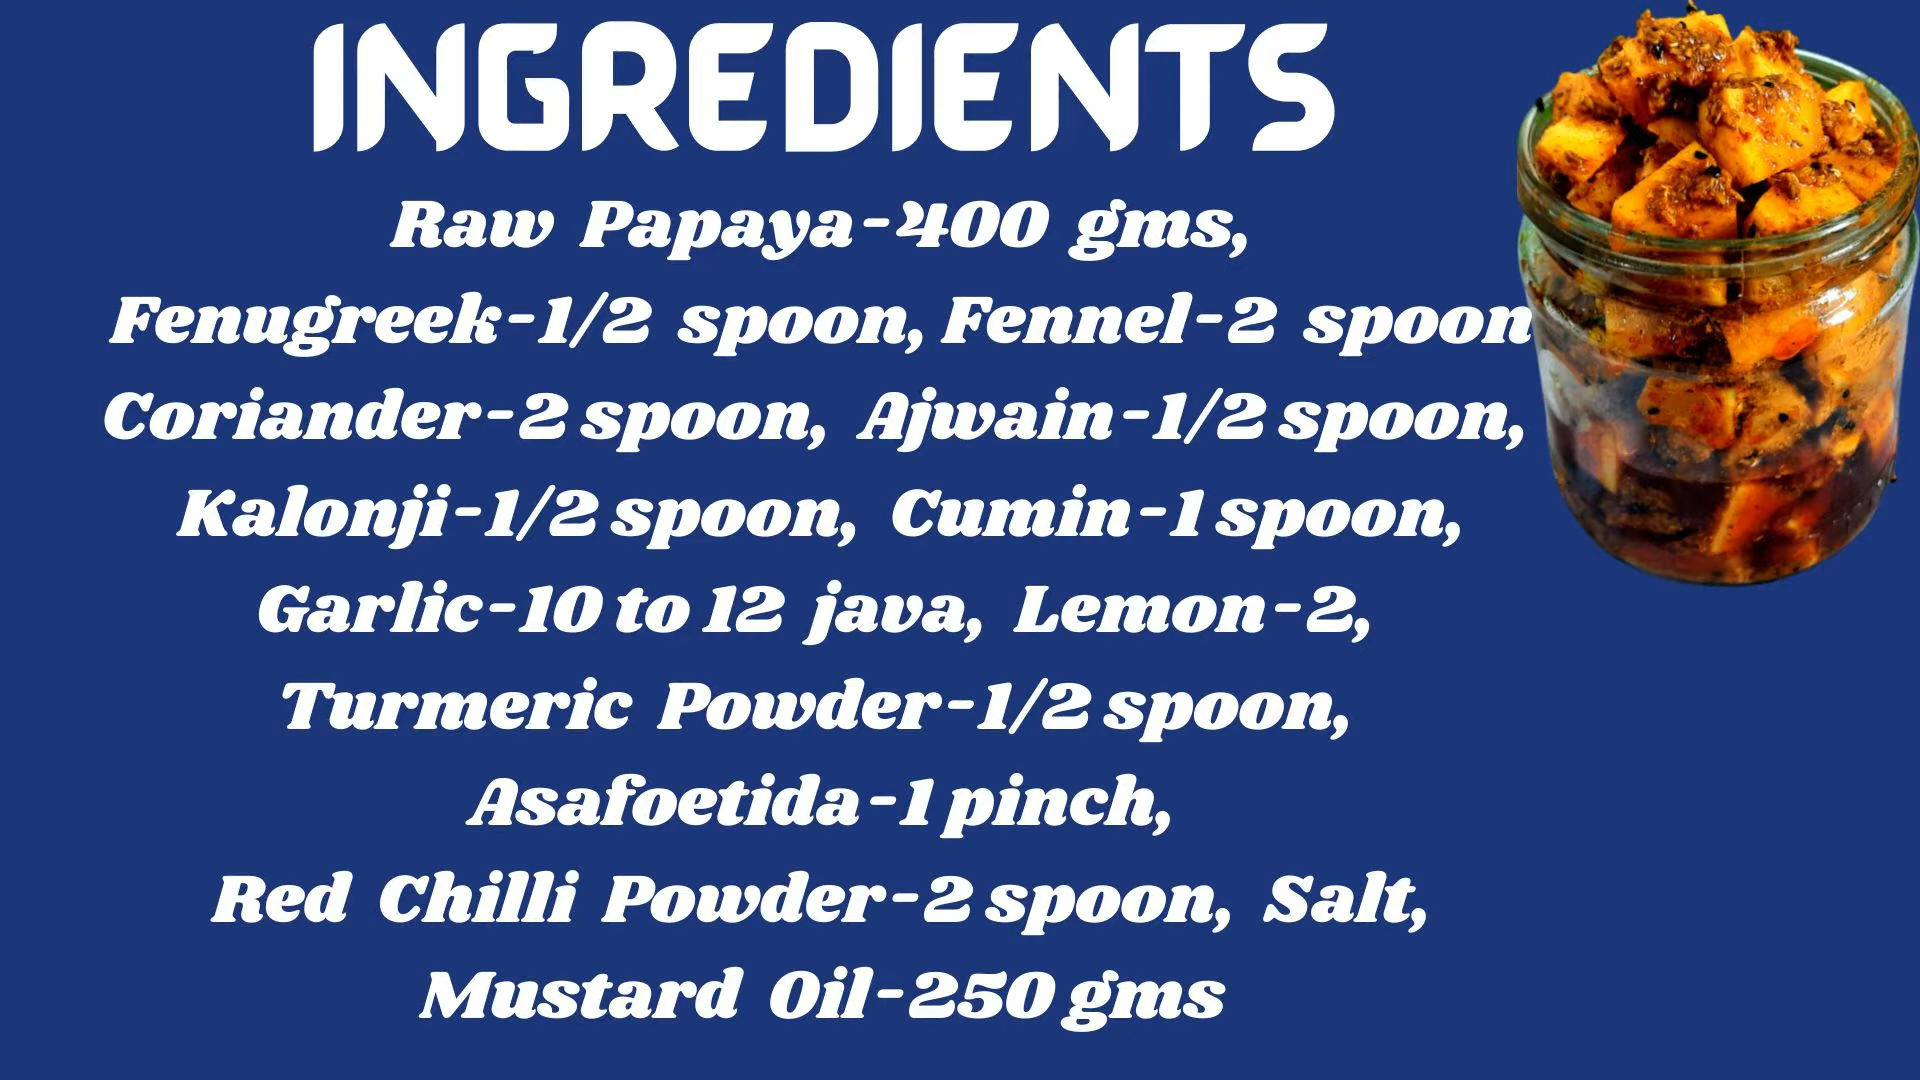 INGREDIENTS
Raw Papaya-400 gms,
Fenugreek-1/2 spoon, Fennel-2 spoon
Coriander-2 spoon, Ajwain-1/2 spoon,
Kalonji-1/2 spoon, Cumin-1 spoon,
Garlic-10 to 12 java, Lemon-2,
Turmeric Powder-1/2 spoon,
Asafoetida-1 pinch,
Red Chilli Powder-2 spoon, Salt,
Mustard Oil-250 gms